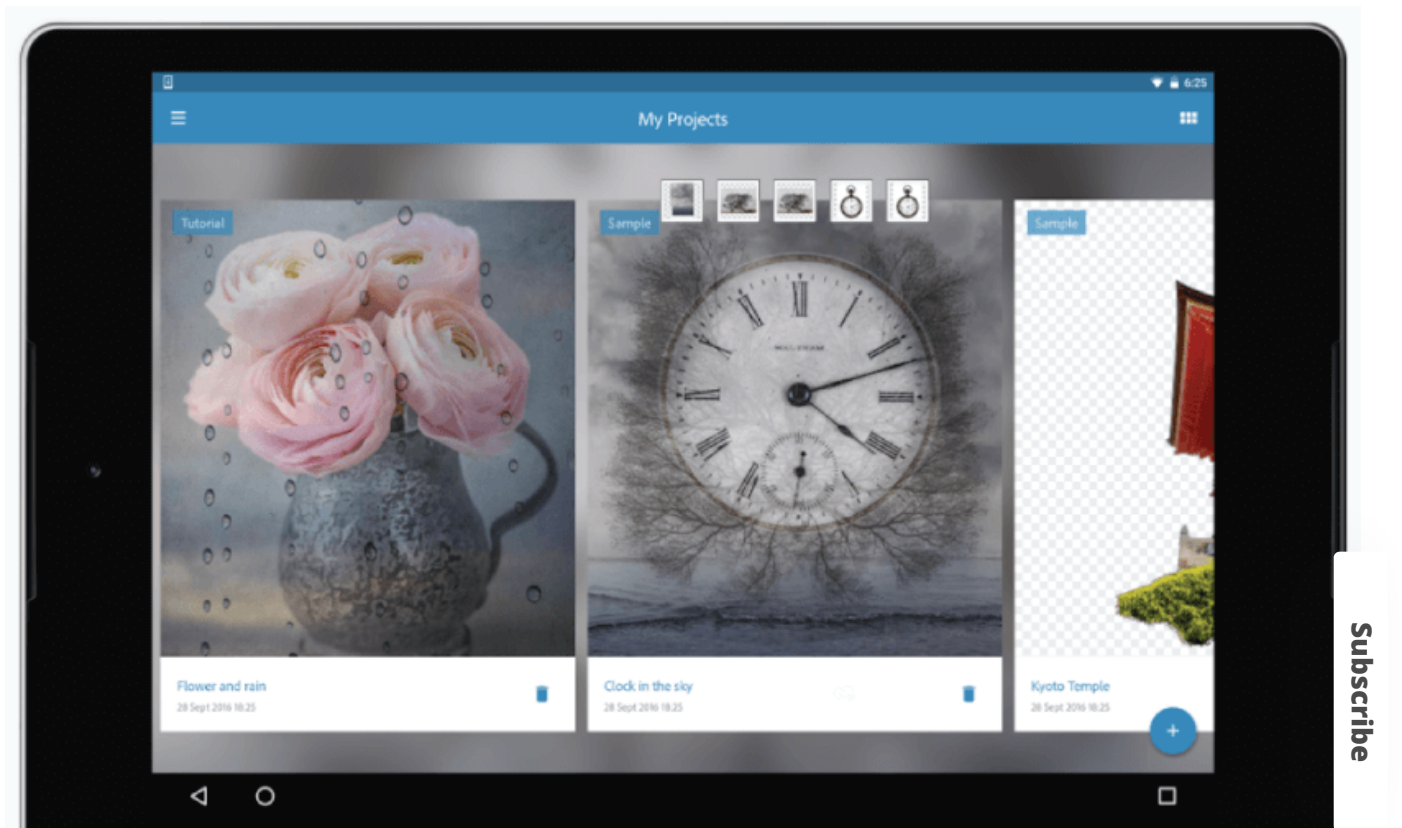 6:25
My Projects
Tutorial
Sample
Sample
WALTHAM
Flower and rain
28 Sept 2016 18:25
Clock in the sky
28 Sept 2016 18:25
Kyoto Temple
28 Sept 2016 18:25
Subscribe